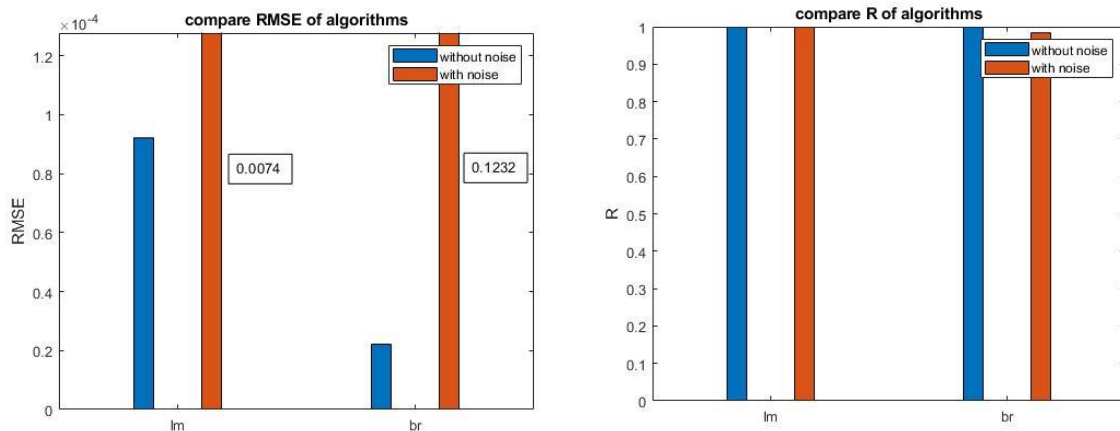 compare RMSE of algorithms
×10-4
1.2
1
0.8
0.6
0.4
0.2
0
RMSE
without noise
with noise
0.0074
0.1232
lm
br
compare R of algorithms
1
0.9
0.8
0.7
0.6
0.5
0.4
0.3
0.2
0.1
0
R
without noise
with noise
lm
br